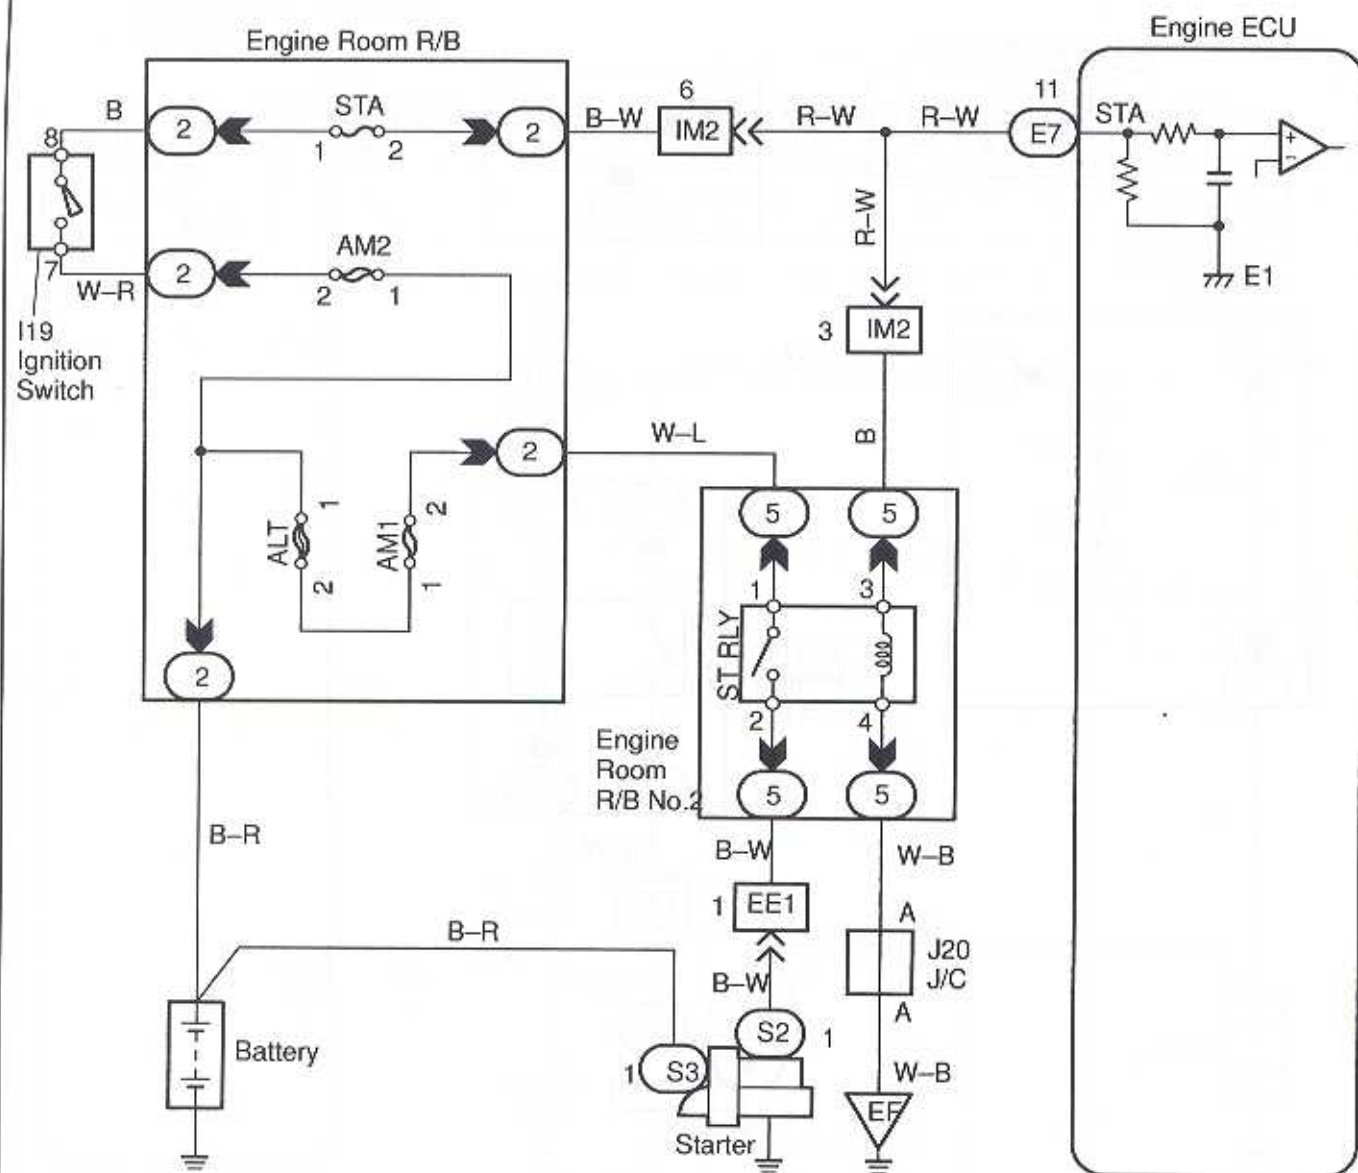 Engine Room R/B
Engine ECU
B
2
STA
1
2
2
B–W
6
IM2
R–W
R–W
11
E7
STA
+
-
8
7
W–R
2
AM2
2
1
R–W
E1
I19
Ignition
Switch
3
IM2
2
W–L
B
ALT
1
2
AM1
2
1
5
5
1
3
ST RLY
2
4
5
5
2
Engine
Room
R/B No.2
B–R
B–W
W–B
1
EE1
A
J20
J/C
A
B–R
B–W
S2
1
Battery
1
S3
W–B
EF
Starter